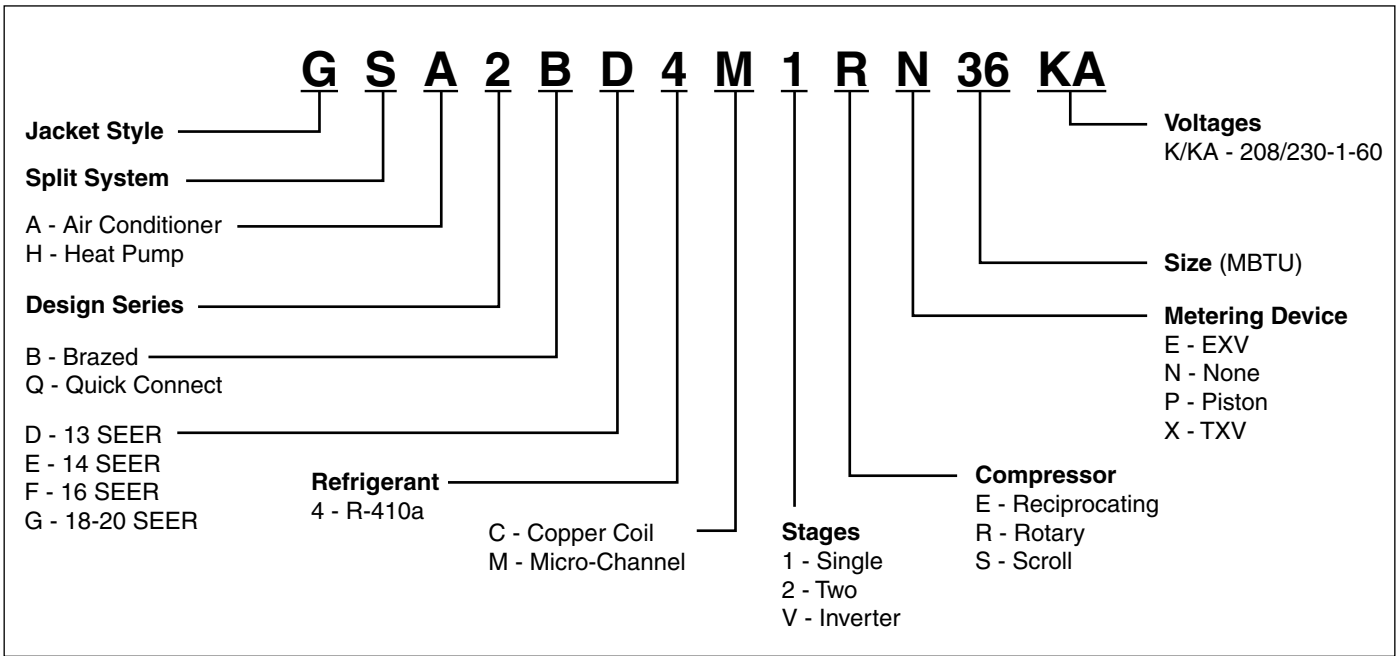 G S A 2 B D 4 M 1 R N 36 KA
Jacket Style
Split System
A - Air Conditioner
H - Heat Pump
Design Series
B - Brazed
Q - Quick Connect
D - 13 SEER
E - 14 SEER
F - 16 SEER
G - 18-20 SEER
Refrigerant
4 - R-410a
C - Copper Coil
M - Micro-Channel
Stages
1 - Single
2 - Two
V - Inverter
Compressor
E - Reciprocating
R - Rotary
S - Scroll
Metering Device
E - EXV
N - None
P - Piston
X - TXV
Size (MBTU)
Voltages
K/KA - 208/230-1-60